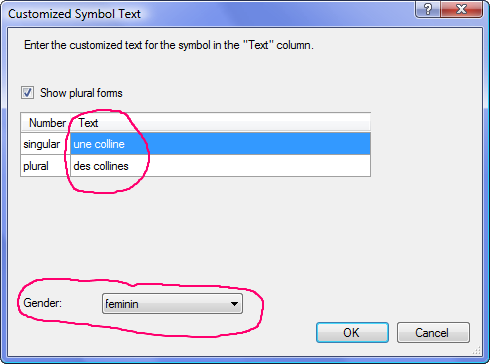 Customized Symbol Text
Enter the customized text for the symbol in the "Text" column.
Show plural forms
Number Text
singular une colline
plural des collines
Gender: feminin
OK Cancel